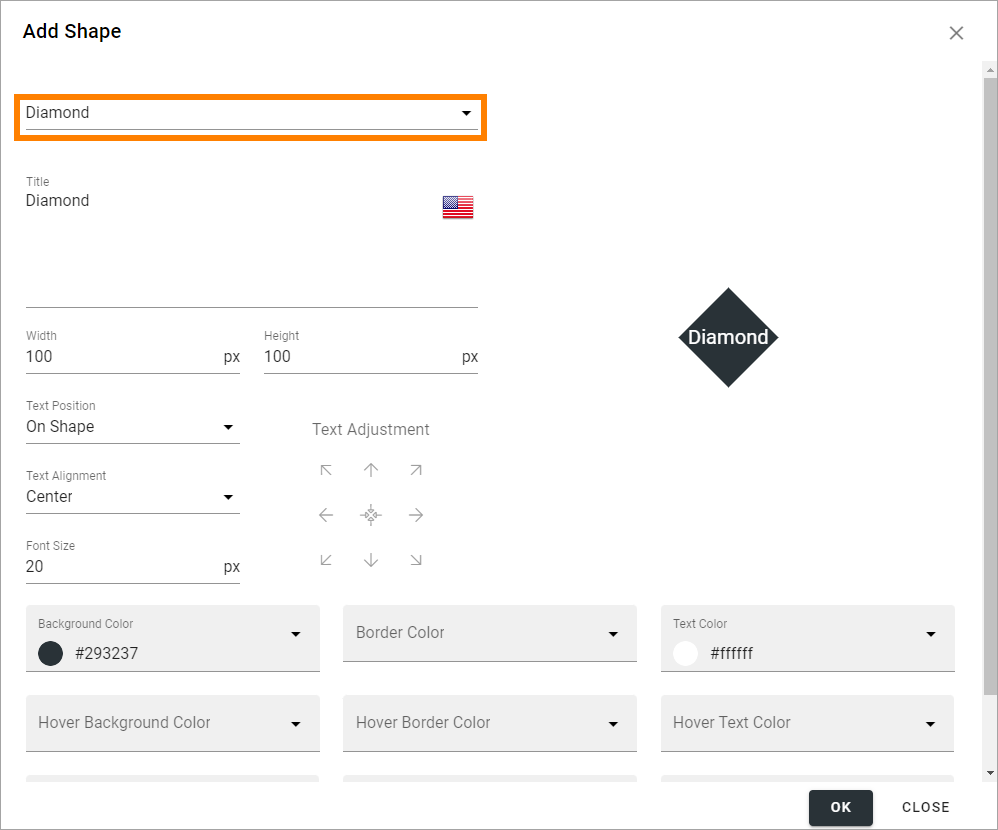 Add Shape
Diamond
Title
Diamond
Diamond
Width
100 px
Height
100 px
Text Position
On Shape
Text Adjustment
Text Alignment
Center
Font Size
20 px
Background Color
#293237
Border Color
Text Color
#ffffff
Hover Background Color
Hover Border Color
Hover Text Color
OK
CLOSE